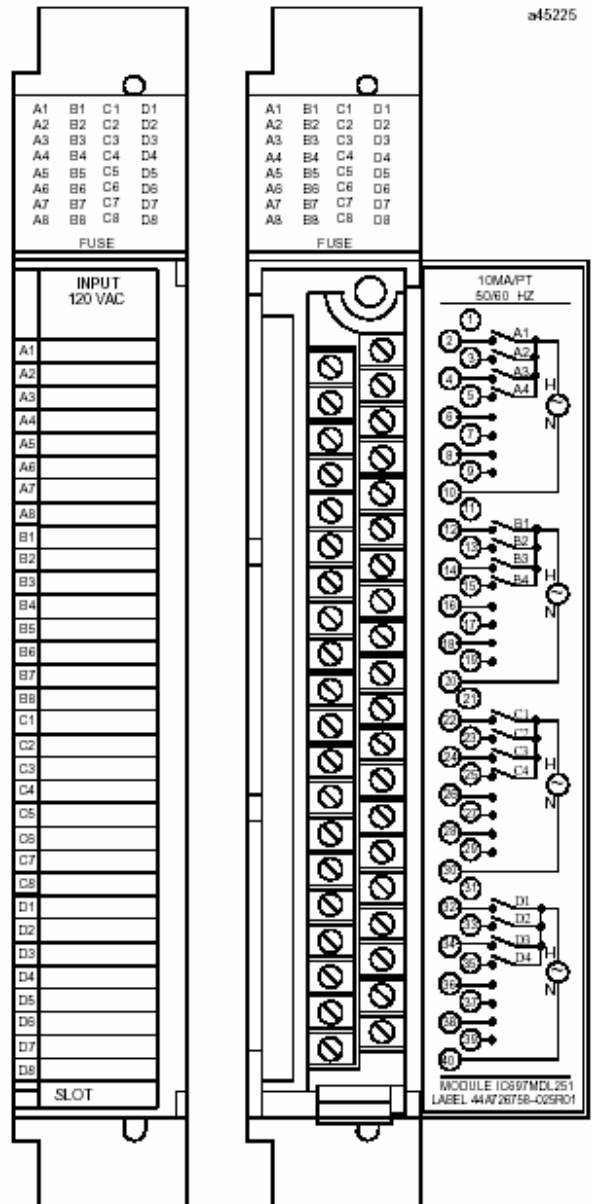 a45225
A1 B1 C1 D1
A2 B2 C2 D2
A3 B3 C3 D3
A4 B4 C4 D4
A5 B5 C5 D5
A6 B6 C6 D6
A7 B7 C7 D7
A8 B8 C8 D8
FUSE
A1 B1 C1 D1
A2 B2 C2 D2
A3 B3 C3 D3
A4 B4 C4 D4
A5 B5 C5 D5
A6 B6 C6 D6
A7 B7 C7 D7
A8 B8 C8 D8
FUSE
INPUT
120 VAC
A1
A2
A3
A4
A5
A6
A7
A8
B1
B2
B3
B4
B5
B6
B7
B8
C1
C2
C3
C4
C5
C6
C7
C8
D1
D2
D3
D4
D5
D6
D7
D8
SLOT
10MA/PT
50/60 HZ
1
2 A1
3 A2
4 A3 H
5 A4
6 N
7
8
9
10
11
12 B1
13 B2
14 B3 H
15 B4
16 N
17
18
19
20
21
22 C1
23 C2
24 C3 H
25 C4
26 N
27
28
29
30
31
32 D1
33 D2
34 D3 H
35 D4
36 N
37
38
39
40
MODULE IC697MDL251
LABEL 44A726758-025R01